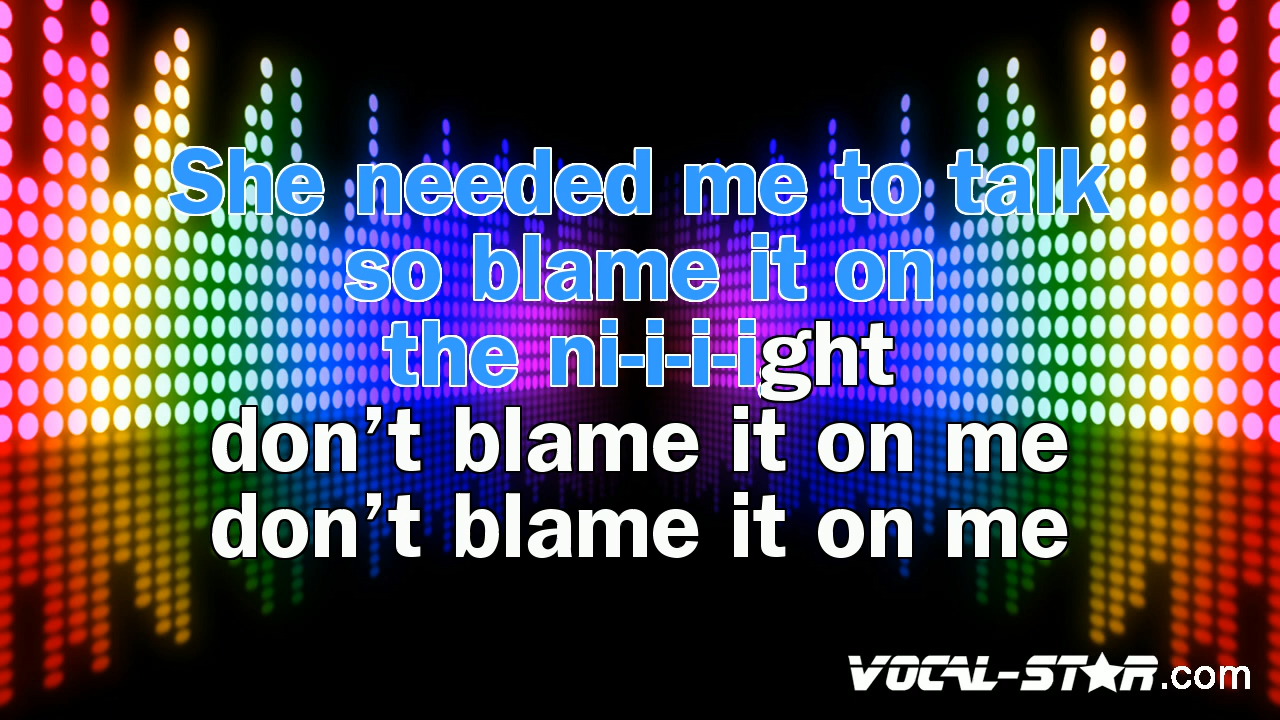 She needed me to talk
so blame it on
the ni-i-i-ight
don’t blame it on me
don’t blame it on me
VOCAL-STAR.com